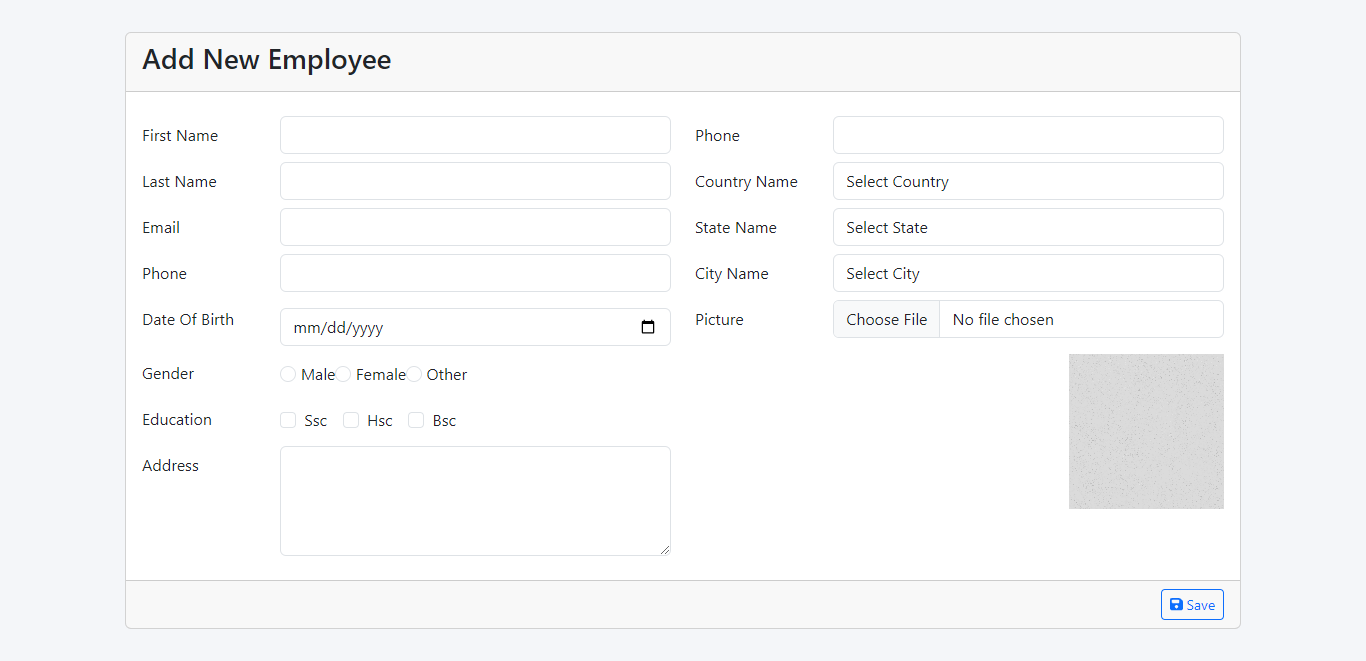 Add New Employee
First Name
Last Name
Email
Phone
Date Of Birth mm/dd/yyyy
Gender Male Female Other
Education Ssc Hsc Bsc
Address
Phone
Country Name Select Country
State Name Select State
City Name Select City
Picture Choose File No file chosen
Save